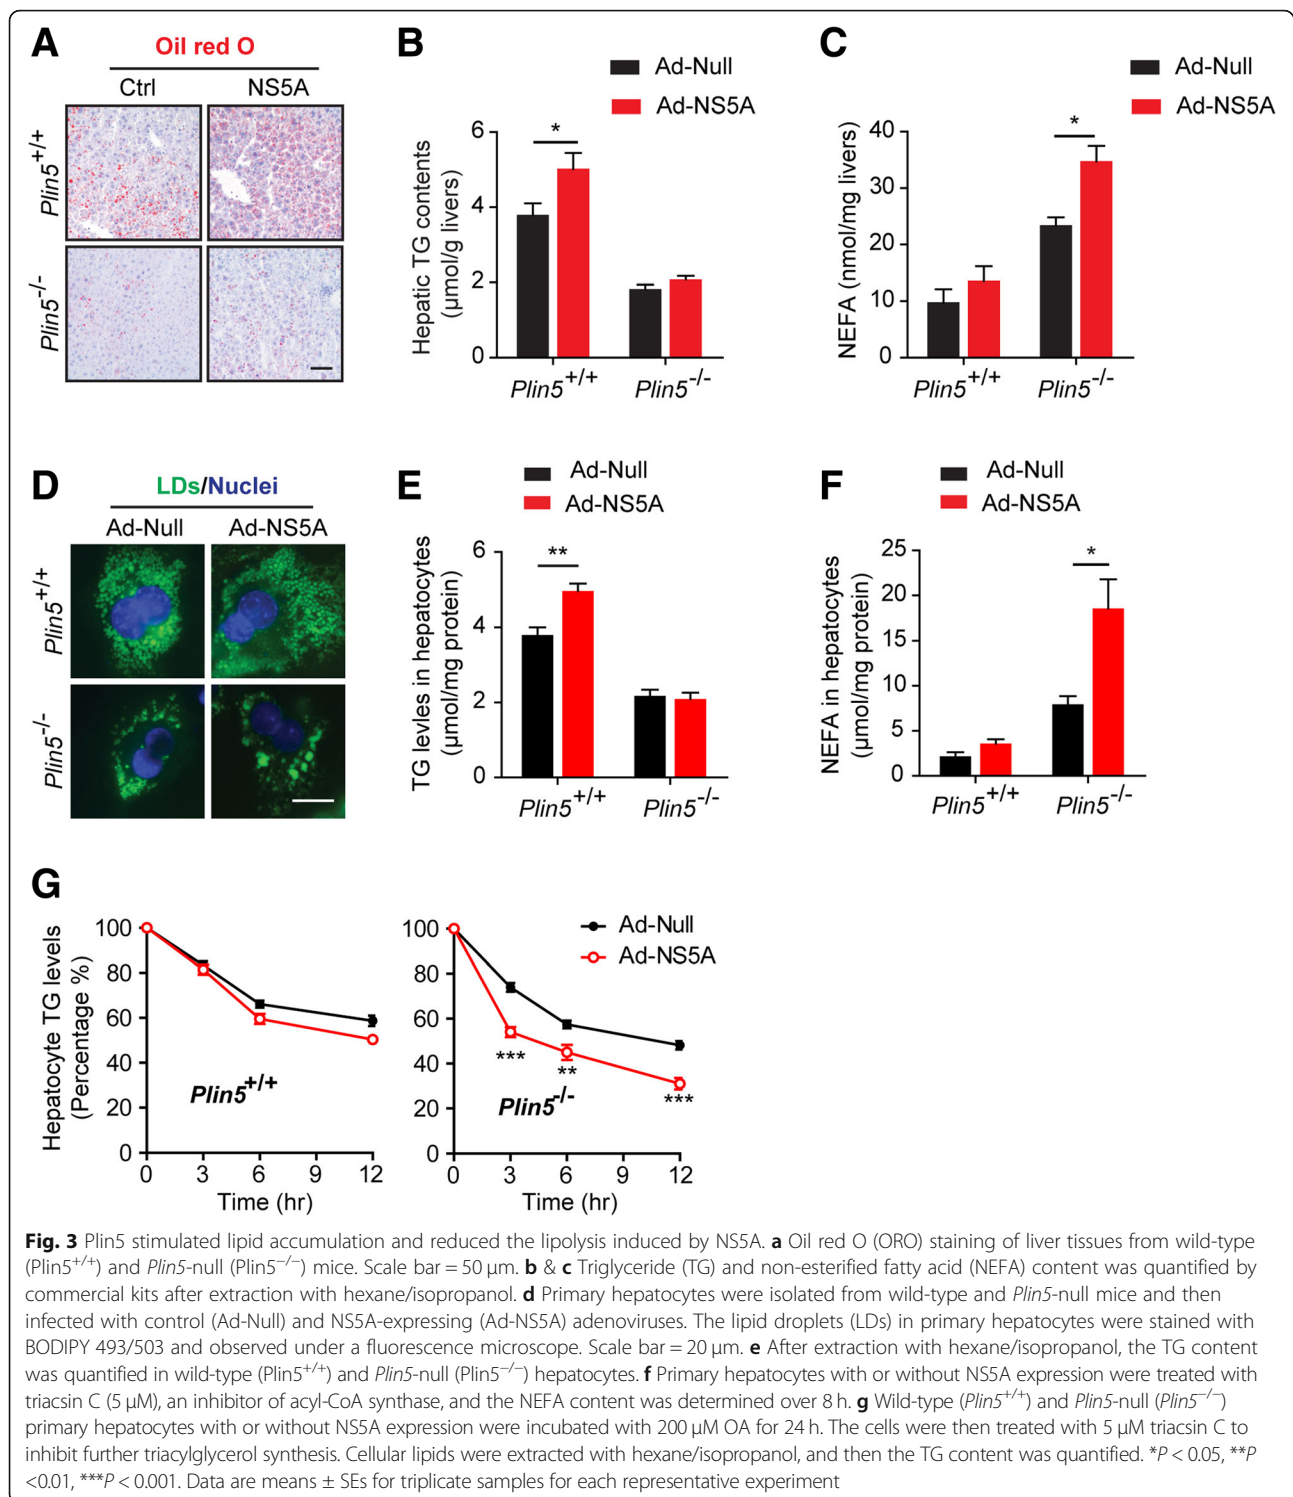 A
Oil red O
Ctrl NS5A
Plin5+/+
Plin5-/-
B
Ad-Null
Ad-NS5A
Hepatic TG contents
(µmol/g livers)
6
4
2
0
*
Plin5+/+ Plin5-/-
C
Ad-Null
Ad-NS5A
NEFA (nmol/mg livers)
40
30
20
10
0
*
Plin5+/+ Plin5-/-
D
LDs/Nuclei
Ad-Null Ad-NS5A
Plin5+/+
Plin5-/-
E
Ad-Null
Ad-NS5A
TG levles in hepatocytes
(µmol/mg protein)
6
4
2
0
**
Plin5+/+ Plin5-/-
F
Ad-Null
Ad-NS5A
NEFA in hepatocytes
(µmol/mg protein)
25
20
15
10
5
0
*
Plin5+/+ Plin5-/-
G
Hepatocyte TG levels
(Percentage %)
100
80
60
40
20
0
Plin5+/+
0 3 6 9 12
Time (hr)
100
80
60
40
20
0
Ad-Null
Ad-NS5A
***
**
***
Plin5-/-
0 3 6 9 12
Time (hr)
Fig. 3 Plin5 stimulated lipid accumulation and reduced the lipolysis induced by NS5A. a Oil red O (ORO) staining of liver tissues from wild-type
(Plin5+/+) and Plin5-null (Plin5−/−) mice. Scale bar = 50 µm. b & c Triglyceride (TG) and non-esterified fatty acid (NEFA) content was quantified by
commercial kits after extraction with hexane/isopropanol. d Primary hepatocytes were isolated from wild-type and Plin5-null mice and then
infected with control (Ad-Null) and NS5A-expressing (Ad-NS5A) adenoviruses. The lipid droplets (LDs) in primary hepatocytes were stained with
BODIPY 493/503 and observed under a fluorescence microscope. Scale bar = 20 µm. e After extraction with hexane/isopropanol, the TG content
was quantified in wild-type (Plin5+/+) and Plin5-null (Plin5−/−) hepatocytes. f Primary hepatocytes with or without NS5A expression were treated with
triacsin C (5 µM), an inhibitor of acyl-CoA synthase, and the NEFA content was determined over 8 h. g Wild-type (Plin5+/+) and Plin5-null (Plin5−/−)
primary hepatocytes with or without NS5A expression were incubated with 200 µM OA for 24 h. The cells were then treated with 5 µM triacsin C to
inhibit further triacylglycerol synthesis. Cellular lipids were extracted with hexane/isopropanol, and then the TG content was quantified. *P < 0.05, **P
<0.01, ***P < 0.001. Data are means ± SEs for triplicate samples for each representative experiment